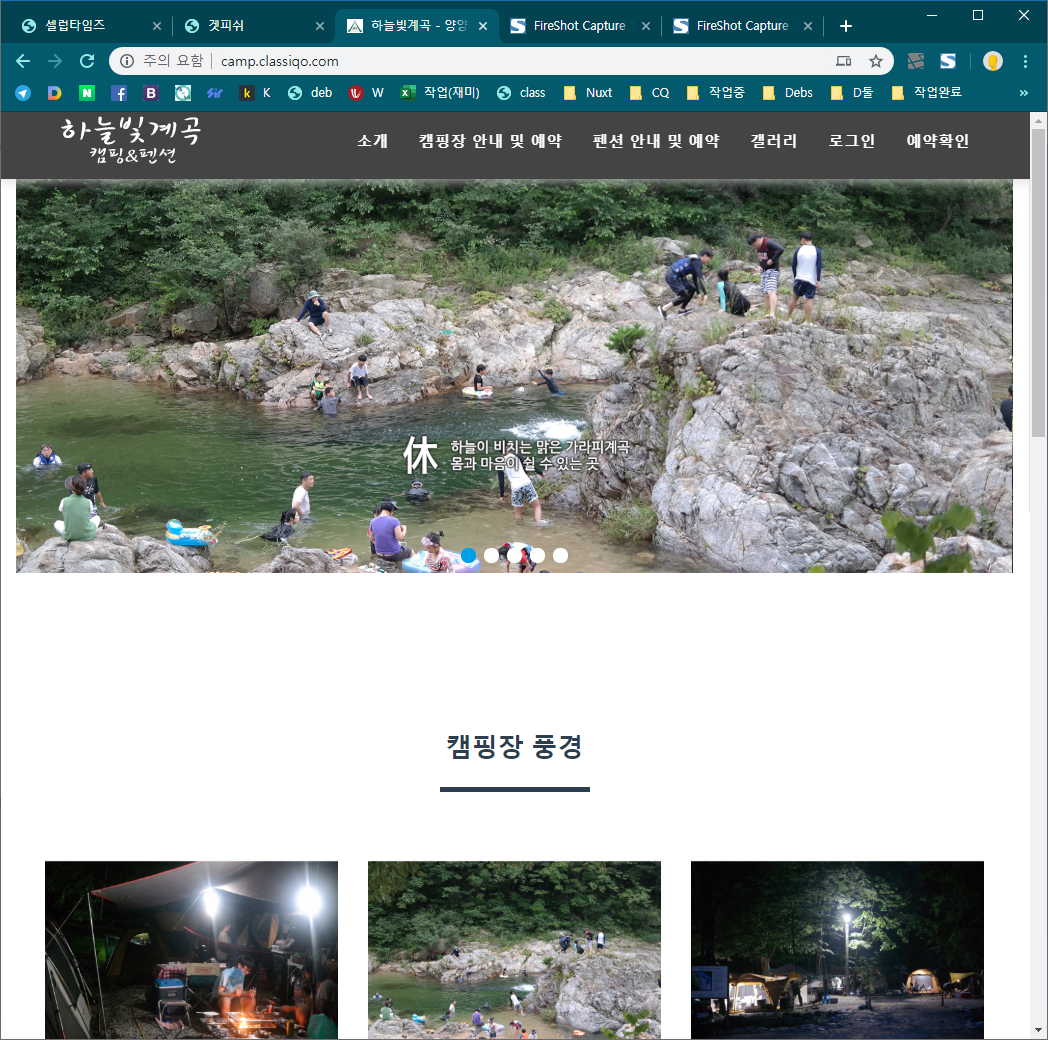 셀럽타임즈
겟피쉬
하늘빛계곡 - 양양
FireShot Capture
FireShot Capture
주의 요함
camp.classiqo.com
K
deb
W
작업(재미)
class
Nuxt
CQ
작업중
Debs
D툴
작업완료
하늘빛계곡
캠핑&펜션
소개
캠핑장 안내 및 예약
펜션 안내 및 예약
갤러리
로그인
예약확인
休
하늘이 비치는 맑은 가라피계곡
몸과 마음이 쉴 수 있는 곳
캠핑장 풍경